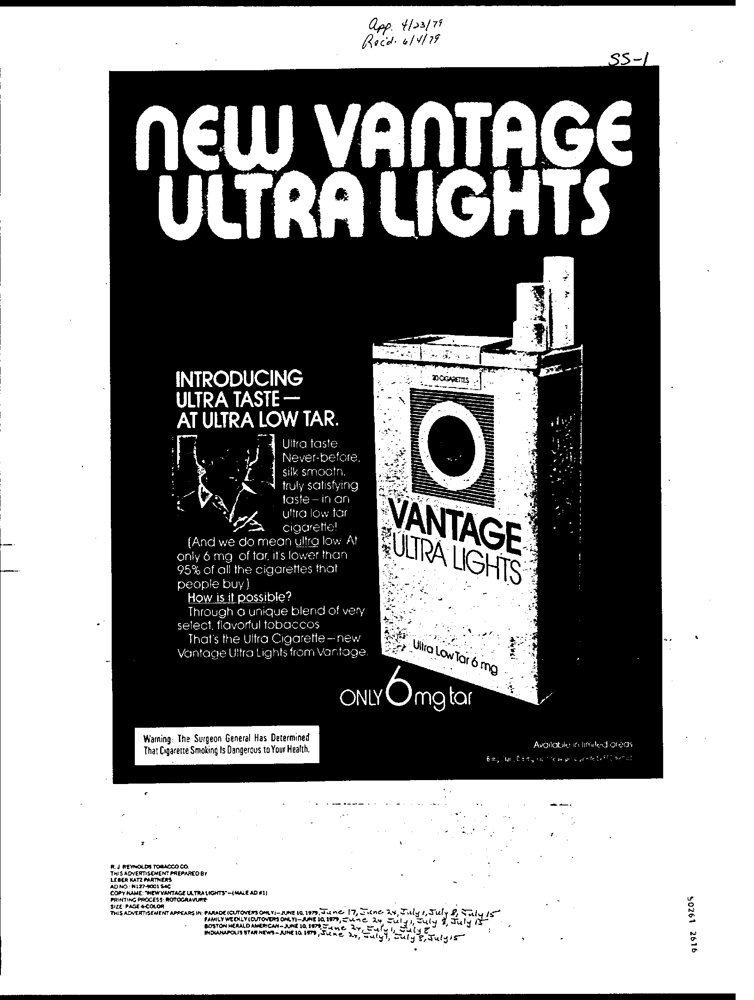 App. 4/23/79
Rec'd. 6/4/79
SS-1
NEW VANTAGE
ULTRA LIGHTS
INTRODUCING
ULTRA TASTE —
AT ULTRA LOW TAR.
Ultra taste
Never-before,
silk smooth,
truly satisfying
taste – in an
ultra low tar
cigarette!
(And we do mean ultra low. At
only 6 mg. of tar, it's lower than
95% of all the cigarettes that
people buy)
How is it possible?
Through a unique blend of very
select, flavorful tobaccos
That's the Ultra Cigarette – new
Vantage Ultra Lights from Vantage.
20 CIGARETTES
VANTAGE
ULTRA LIGHTS
Ultra Low Tar 6 mg
ONLY 6 mg tar
Warning: The Surgeon General Has Determined
That Cigarette Smoking Is Dangerous to Your Health.
Available in limited areas
R. J. REYNOLDS TOBACCO CO.
THIS ADVERTISEMENT PREPARED BY
LEBER KATZ PARTNERS
AD NO.: N127-9001 SAC
COPY NAME: "NEW VANTAGE ULTRA LIGHTS"—(MALE AD #1)
PRINTING PROCESS: ROTOGRAVURE
SIZE: PAGE 4-COLOR
THIS ADVERTISEMENT APPEARS IN: PARADE (CUTOVERS ONLY)—JUNE 10, 1979, June 17, June 24, July 1, July 8, July 15
FAMILY WEEKLY (CUTOVERS ONLY)—JUNE 10, 1979, June 24, July 1, July 8, July 15
BOSTON HERALD AMERICAN—JUNE 10, 1979, June 24, July 1, July 8
INDIANAPOLIS STAR NEWS—JUNE 10, 1979, June 24, July 1, July 8, July 15
50261 2616